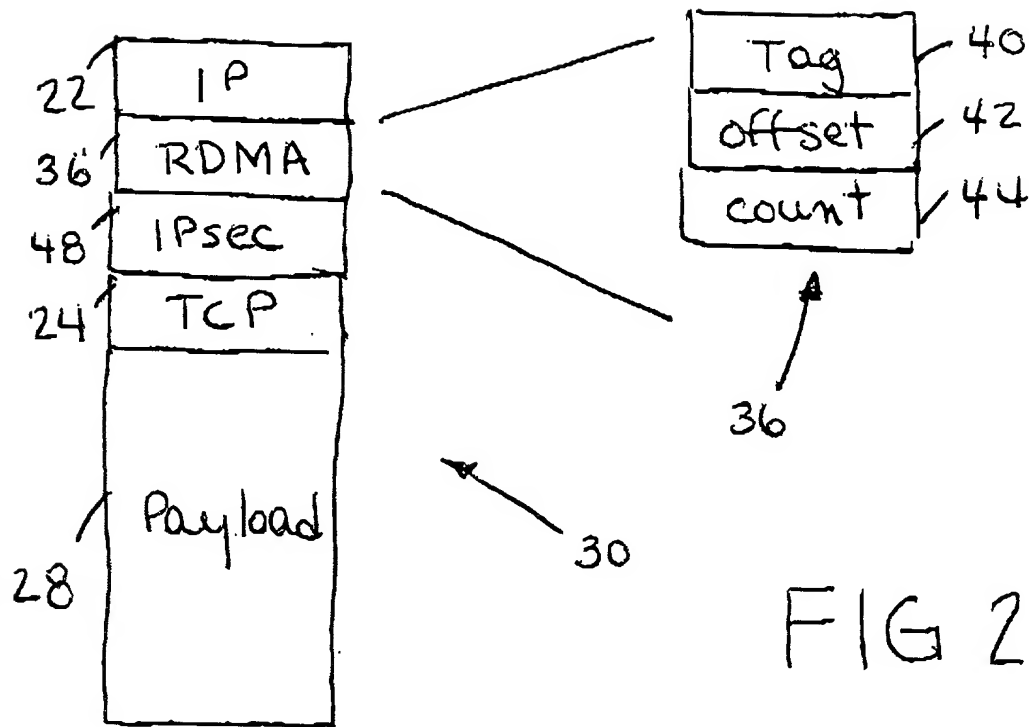 22 IP
36 RDMA
48 IPsec
24 TCP
28 Payload
30
Tag 40
offset 42
count 44
36
FIG 2